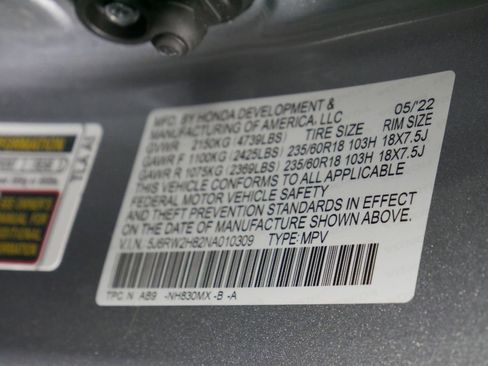 MFD. BY HONDA DEVELOPMENT & 05/'22
MANUFACTURING OF AMERICA, LLC
TIRE SIZE RIM SIZE
GVWR 2150KG (4739LBS)
GAWR F 1100KG (2425LBS) 235/60R18 103H 18X7.5J
GAWR R 1075KG (2369LBS) 235/60R18 103H 18X7.5J
THIS VEHICLE CONFORMS TO ALL APPLICABLE
FEDERAL MOTOR VEHICLE SAFETY
AND THEFT PREVENTION STANDARDS IN EFFECT
ON THE DATE OF MANUFACTURE SHOWN ABOVE.
V.I.N. 5J6RW2H82NA010309 TYPE: MPV
TPC N AB9 -NH830MX -B -A
TLA A1